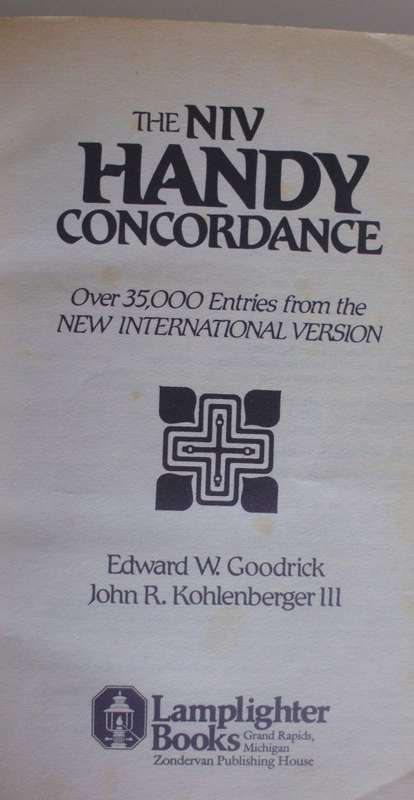 THE NIV
HANDY
CONCORDANCE
Over 35,000 Entries from the
NEW INTERNATIONAL VERSION
Edward W. Goodrick
John R. Kohlenberger III
Lamplighter
Books Grand Rapids,
Michigan
Zondervan Publishing House